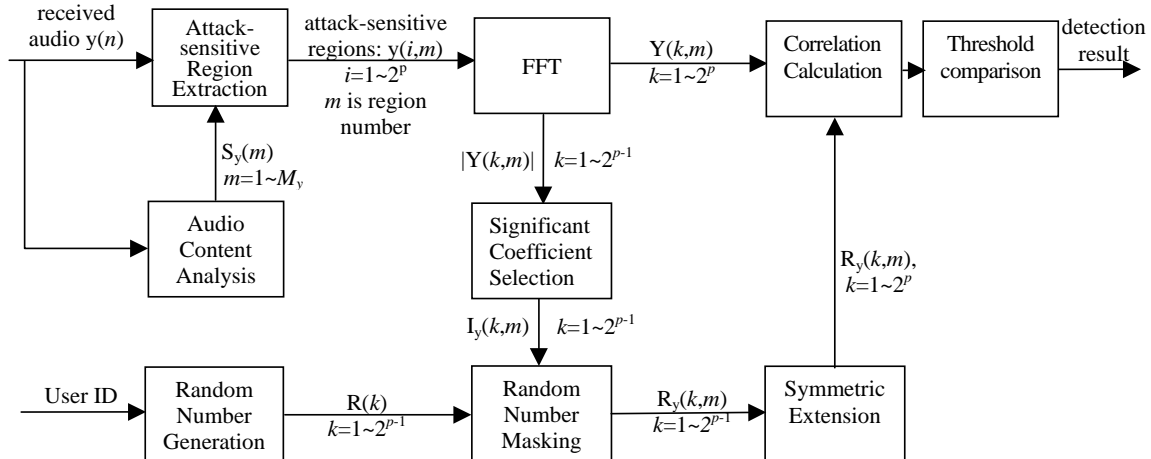 received
audio y(n)
Attack-
sensitive
Region
Extraction
attack-sensitive
regions: y(i,m)
i=1~2^p
m is region
number
FFT
Y(k,m)
k=1~2^p
Correlation
Calculation
Threshold
comparison
detection
result
S_y(m)
m=1~M_y
|Y(k,m)| k=1~2^{p-1}
Audio
Content
Analysis
Significant
Coefficient
Selection
R_y(k,m),
k=1~2^p
I_y(k,m) k=1~2^{p-1}
User ID
Random
Number
Generation
R(k)
k=1~2^{p-1}
Random
Number
Masking
R_y(k,m)
k=1~2^{p-1}
Symmetric
Extension